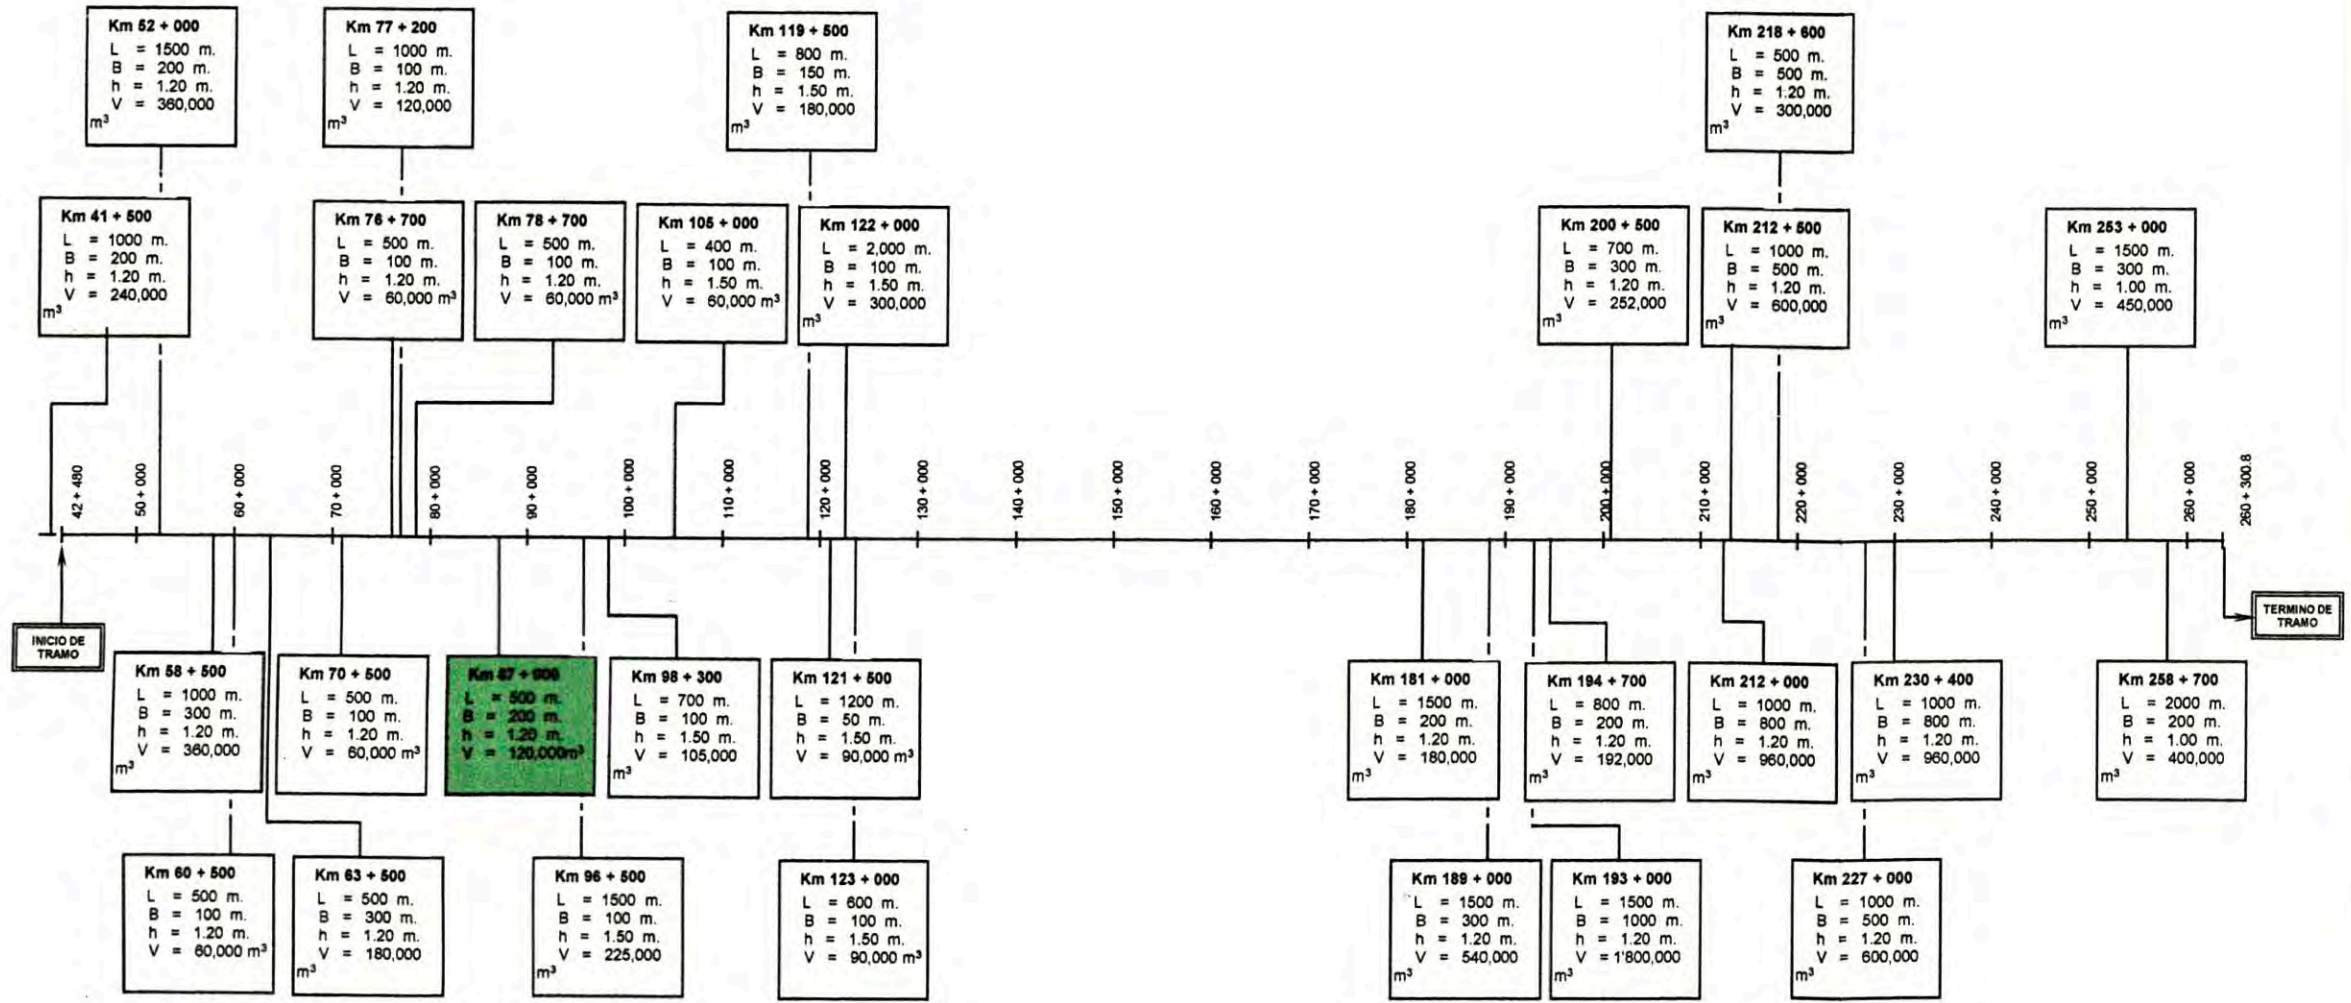 Km 52 + 000
L = 1500 m.
B = 200 m.
h = 1.20 m.
V = 360,000
m³
Km 77 + 200
L = 1000 m.
B = 100 m.
h = 1.20 m.
V = 120,000
m³
Km 119 + 500
L = 800 m.
B = 150 m.
h = 1.50 m.
V = 180,000
m³
Km 218 + 600
L = 500 m.
B = 500 m.
h = 1.20 m.
V = 300,000
m³
Km 41 + 500
L = 1000 m.
B = 200 m.
h = 1.20 m.
V = 240,000
m³
Km 76 + 700
L = 500 m.
B = 100 m.
h = 1.20 m.
V = 60,000 m³
Km 78 + 700
L = 500 m.
B = 100 m.
h = 1.20 m.
V = 60,000 m³
Km 105 + 000
L = 400 m.
B = 100 m.
h = 1.50 m.
V = 60,000 m³
Km 122 + 000
L = 2,000 m.
B = 100 m.
h = 1.50 m.
V = 300,000
m³
Km 200 + 500
L = 700 m.
B = 300 m.
h = 1.20 m.
V = 252,000
m³
Km 212 + 500
L = 1000 m.
B = 500 m.
h = 1.20 m.
V = 600,000
m³
Km 253 + 000
L = 1500 m.
B = 300 m.
h = 1.00 m.
V = 450,000
m³
42 + 480
50 + 000
60 + 000
70 + 000
80 + 000
90 + 000
100 + 000
110 + 000
120 + 000
130 + 000
140 + 000
150 + 000
160 + 000
170 + 000
180 + 000
190 + 000
200 + 000
210 + 000
220 + 000
230 + 000
240 + 000
250 + 000
260 + 000
260 + 300.8
INICIO DE
TRAMO
TERMINO DE
TRAMO
Km 58 + 500
L = 1000 m.
B = 300 m.
h = 1.20 m.
V = 360,000
m³
Km 70 + 500
L = 500 m.
B = 100 m.
h = 1.20 m.
V = 60,000 m³
Km 87 +
L = 500 m.
B = 200 m.
h = 1.20 m.
V = 120,000m³
Km 98 + 300
L = 700 m.
B = 100 m.
h = 1.50 m.
V = 105,000
m³
Km 121 + 500
L = 1200 m.
B = 50 m.
h = 1.50 m.
V = 90,000 m³
Km 181 + 000
L = 1500 m.
B = 200 m.
h = 1.20 m.
V = 180,000
m³
Km 194 + 700
L = 800 m.
B = 200 m.
h = 1.20 m.
V = 192,000
m³
Km 212 + 000
L = 1000 m.
B = 800 m.
h = 1.20 m.
V = 960,000
m³
Km 230 + 400
L = 1000 m.
B = 800 m.
h = 1.20 m.
V = 960,000
m³
Km 258 + 700
L = 2000 m.
B = 200 m.
h = 1.00 m.
V = 400,000
m³
Km 60 + 500
L = 500 m.
B = 100 m.
h = 1.20 m.
V = 60,000 m³
Km 63 + 500
L = 500 m.
B = 300 m.
h = 1.20 m.
V = 180,000
m³
Km 96 + 500
L = 1500 m.
B = 100 m.
h = 1.50 m.
V = 225,000
m³
Km 123 + 000
L = 600 m.
B = 100 m.
h = 1.50 m.
V = 90,000 m³
Km 189 + 000
L = 1500 m.
B = 300 m.
h = 1.20 m.
V = 540,000
m³
Km 193 + 000
L = 1500 m.
B = 1000 m.
h = 1.20 m.
V = 1'800,000
m³
Km 227 + 000
L = 1000 m.
B = 500 m.
h = 1.20 m.
V = 600,000
m³